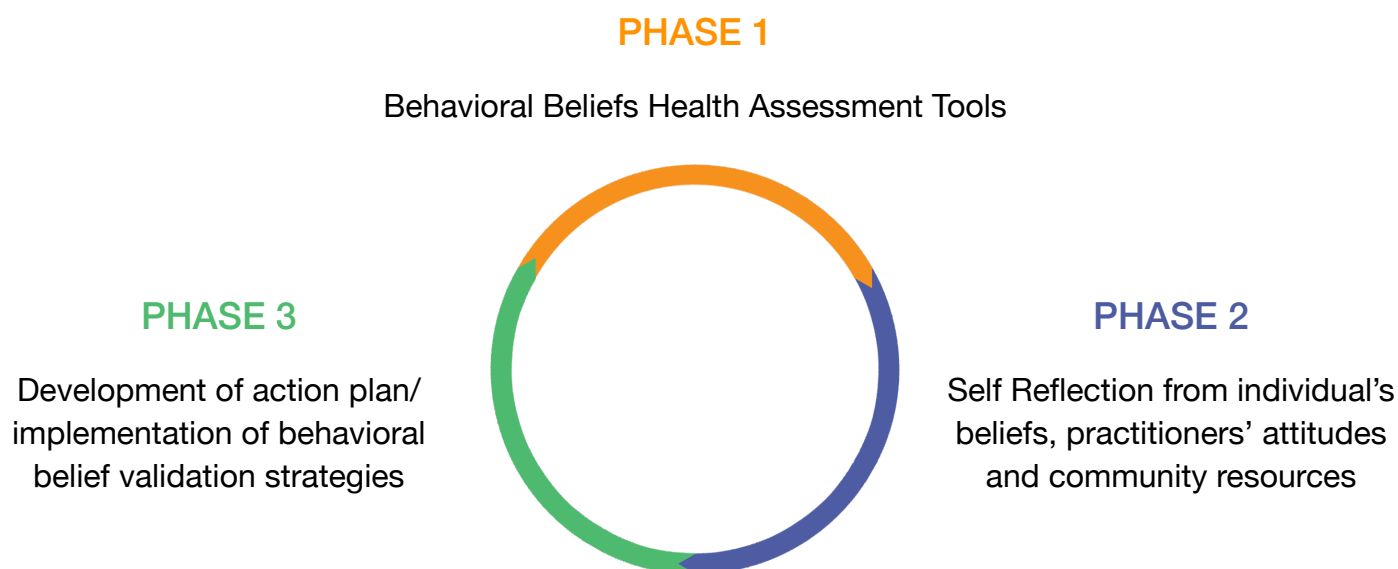 PHASE 1
Behavioral Beliefs Health Assessment Tools
PHASE 3
Development of action plan/
implementation of behavioral
belief validation strategies
PHASE 2
Self Reflection from individual’s
beliefs, practitioners’ attitudes
and community resources